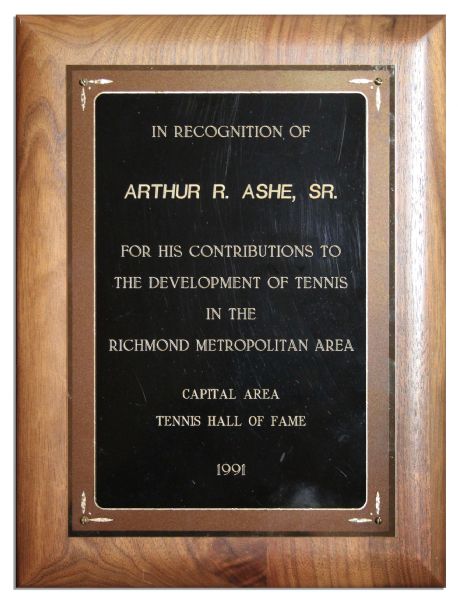 IN RECOGNITION OF
ARTHUR R. ASHE, SR.
FOR HIS CONTRIBUTIONS TO
THE DEVELOPMENT OF TENNIS
IN THE
RICHMOND METROPOLITAN AREA
CAPITAL AREA
TENNIS HALL OF FAME
1991